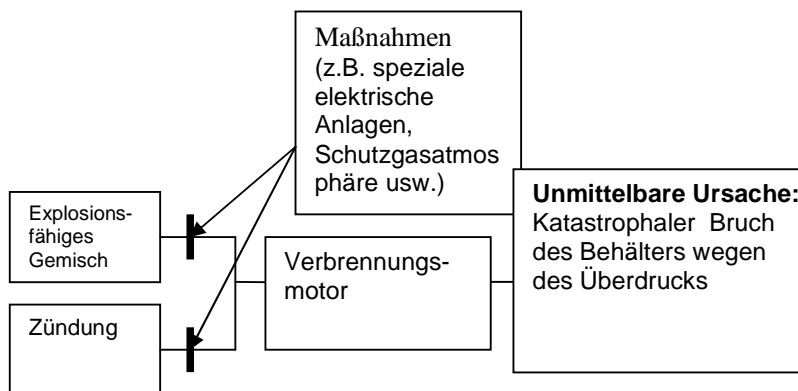 Maßnahmen
(z.B. speziale
elektrische
Anlagen,
Schutzgasatmos
phäre usw.)
Unmittelbare Ursache:
Katastrophaler Bruch
des Behälters wegen
des Überdrucks
Explosions-
fähiges
Gemisch
Verbrennungs-
motor
Zündung